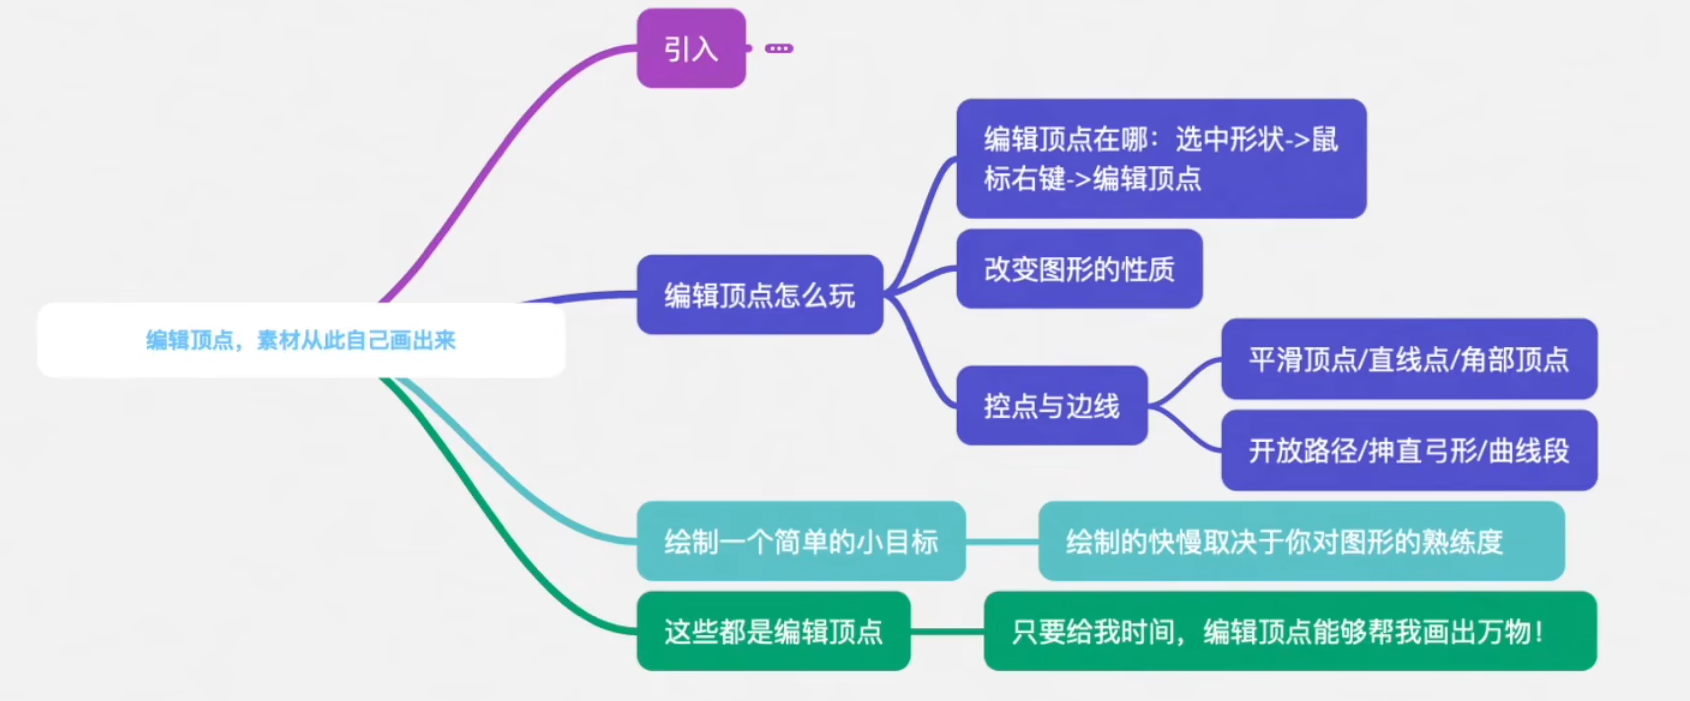 引入
编辑顶点在哪：选中形状->鼠
标右键->编辑顶点
改变图形的性质
编辑顶点怎么玩
编辑顶点，素材从此自己画出来
平滑顶点/直线点/角部顶点
控点与边线
开放路径/抻直弓形/曲线段
绘制一个简单的小目标
绘制的快慢取决于你对图形的熟练度
这些都是编辑顶点
只要给我时间，编辑顶点能够帮我画出万物！